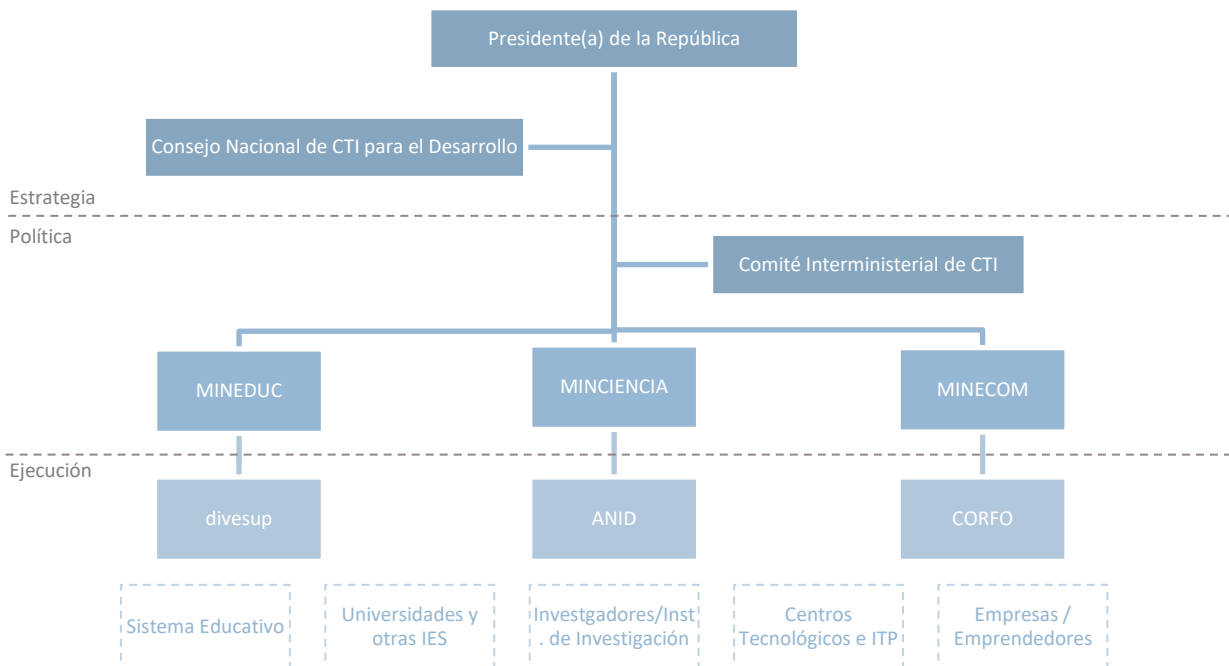 Presidente(a) de la República
Consejo Nacional de CTI para el Desarrollo
Estrategia
Política
Comité Interministerial de CTI
MINEDUC
MINCIENCIA
MINECOM
Ejecución
divesup
ANID
CORFO
Sistema Educativo
Universidades y
otras IES
Investgadores/Inst
. de Investigación
Centros
Tecnológicos e ITP
Empresas /
Emprendedores